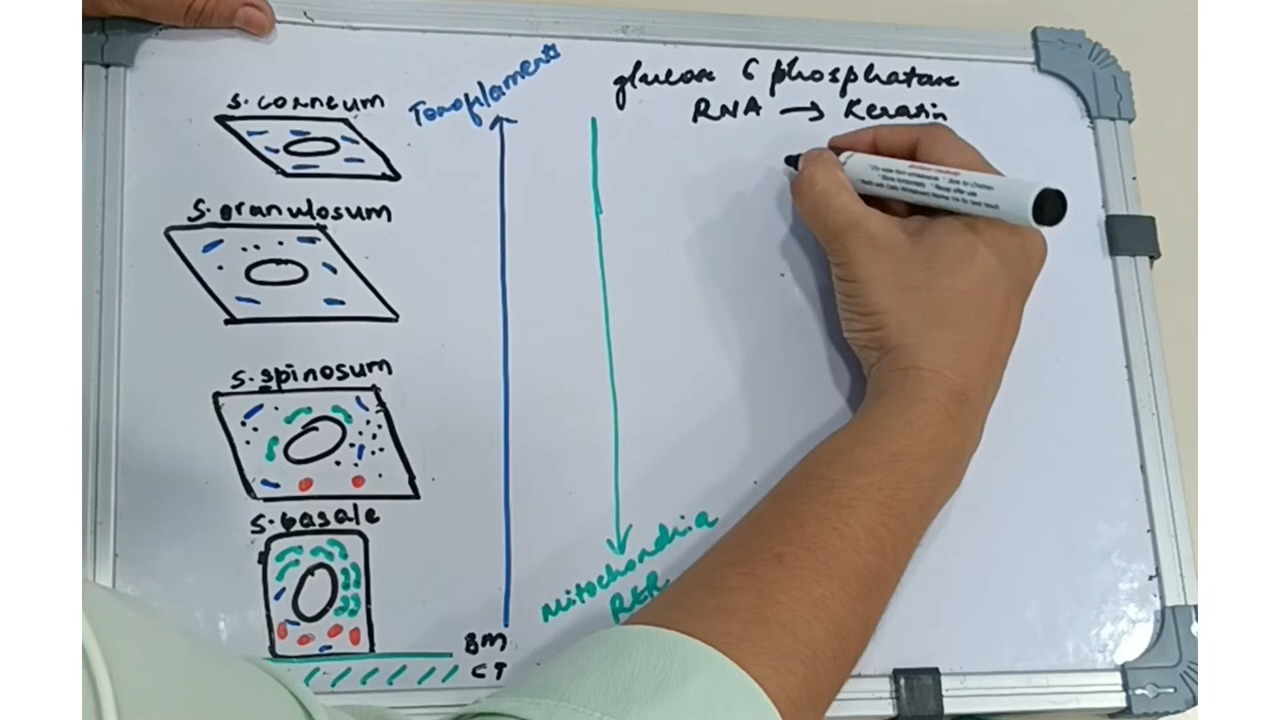 glucose 6 phosphatase
RNA → Keratin
Tonofilaments
S. corneum
S. granulosum
S. spinosum
S. basale
Mitochondria
RER
BM
CT